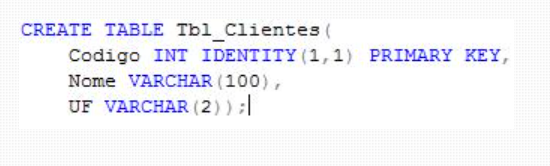 CREATE TABLE Tbl_Clientes(
Codigo INT IDENTITY(1,1) PRIMARY KEY,
Nome VARCHAR(100),
UF VARCHAR(2));